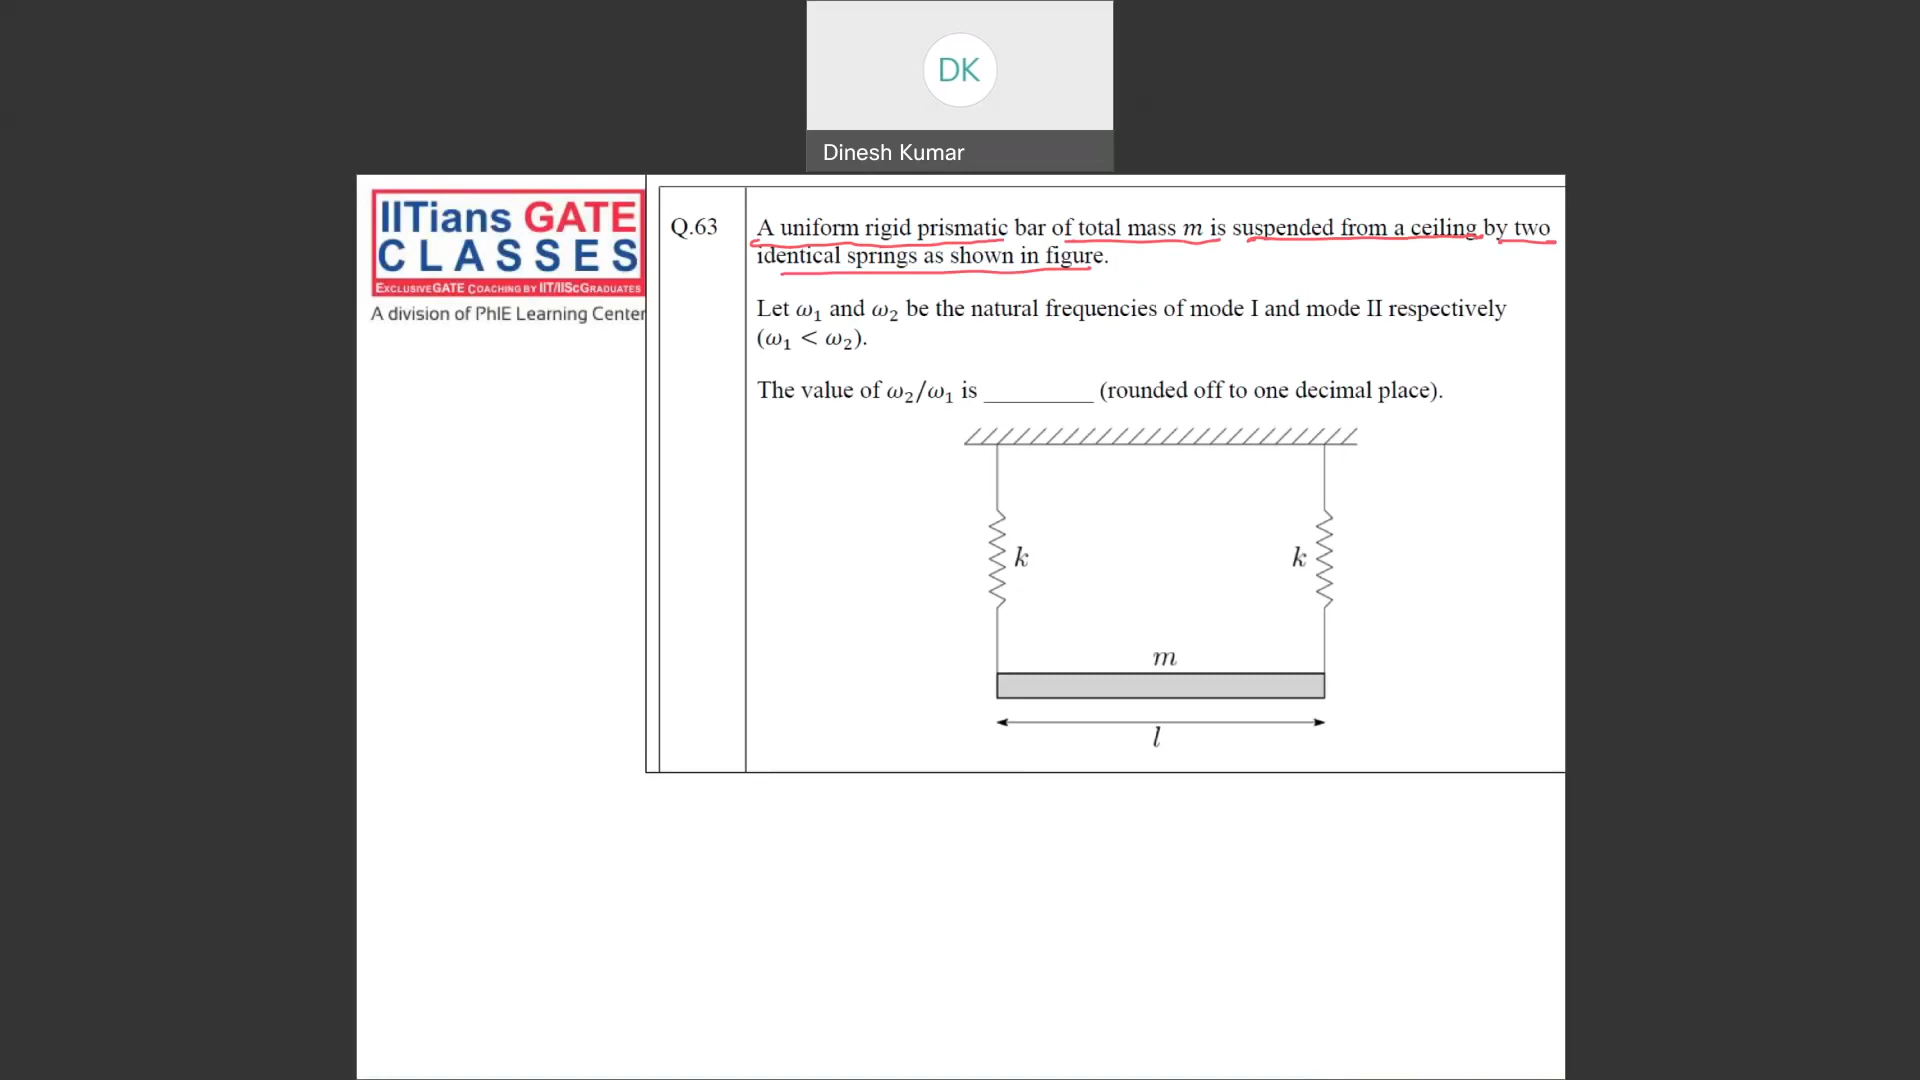 DK
Dinesh Kumar
IITians GATE
CLASSES
EXCLUSIVE GATE COACHING BY IIT/IISc GRADUATES
A division of PhIE Learning Center
Q.63
A uniform rigid prismatic bar of total mass m is suspended from a ceiling by two
identical springs as shown in figure.
Let ω₁ and ω₂ be the natural frequencies of mode I and mode II respectively
(ω₁ < ω₂).
The value of ω₂/ω₁ is __________ (rounded off to one decimal place).
k
k
m
l